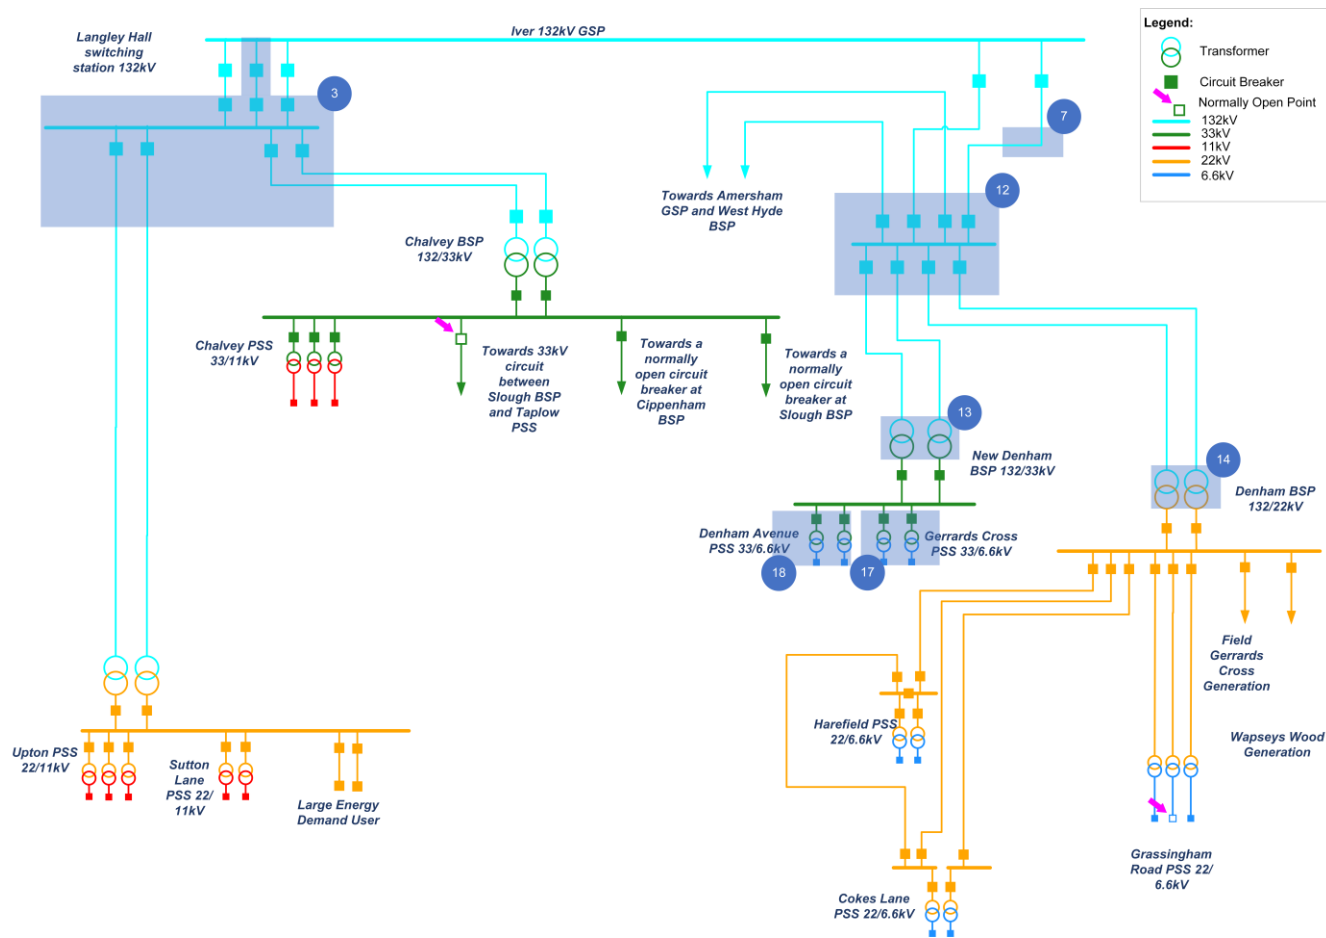 Iver 132kV GSP
Langley Hall
switching
station 132kV
3
7
Legend:
Transformer
Circuit Breaker
Normally Open Point
132kV
33kV
11kV
22kV
6.6kV
Towards Amersham
GSP and West Hyde
BSP
12
Chalvey BSP
132/33kV
Chalvey PSS
33/11kV
Towards 33kV
circuit
between
Slough BSP
and Taplow
PSS
Towards a
normally
open circuit
breaker at
Cippenham
BSP
Towards a
normally
open circuit
breaker at
Slough BSP
13
New Denham
BSP 132/33kV
14
Denham BSP
132/22kV
Denham Avenue
PSS 33/6.6kV
18
Gerrards Cross
PSS 33/6.6kV
17
Field
Gerrards
Cross
Generation
Wapseys Wood
Generation
Harefield PSS
22/6.6kV
Upton PSS
22/11kV
Sutton
Lane
PSS 22/
11kV
Large Energy
Demand User
Grassingham
Road PSS 22/
6.6kV
Cokes Lane
PSS 22/6.6kV